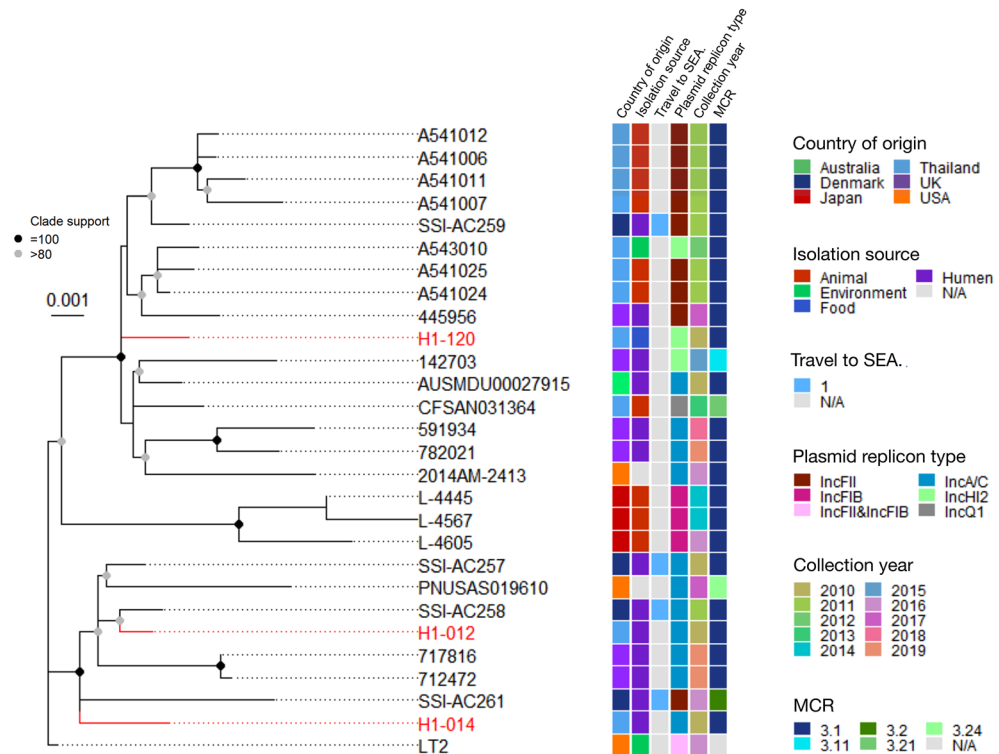 Country of origin
Isolation source
Travel to SEA.
Plasmid replicon type
Collection year
MCR
A541012
A541006
A541011
A541007
SSI-AC259
A543010
A541025
A541024
445956
H1-120
142703
AUSMDU00027915
CFSAN031364
591934
782021
2014AM-2413
L-4445
L-4567
L-4605
SSI-AC257
PNUSAS019610
SSI-AC258
H1-012
717816
712472
SSI-AC261
H1-014
LT2
Clade support
=100
>80
0.001
Country of origin
Australia Thailand
Denmark UK
Japan USA
Isolation source
Animal Humen
Environment N/A
Food
Travel to SEA. .
1
N/A
Plasmid replicon type
IncFII IncA/C
IncFIB IncHI2
IncFII&IncFIB IncQ1
Collection year
2010 2015
2011 2016
2012 2017
2013 2018
2014 2019
MCR
3.1 3.2 3.24
3.11 3.21 N/A